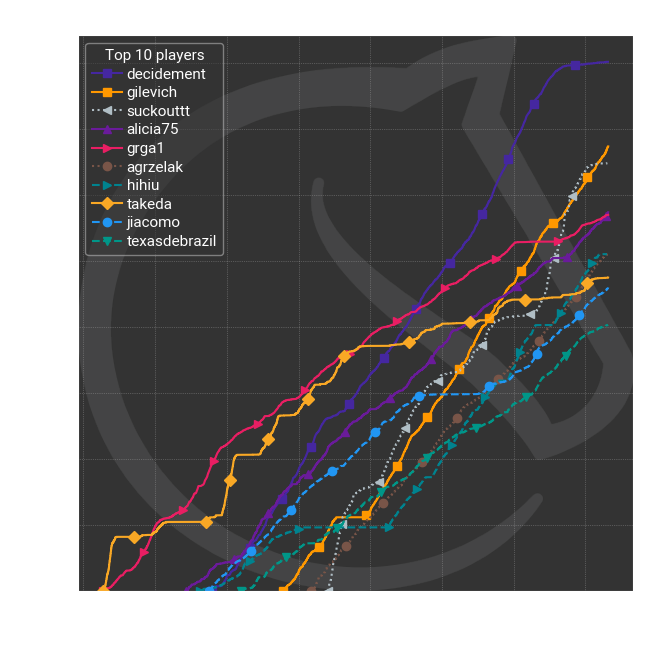 Top 10 players
decidement
gilevich
suckouttt
alicia75
grga1
agrzelak
hihiu
takeda
jiacomo
texasdebrazil